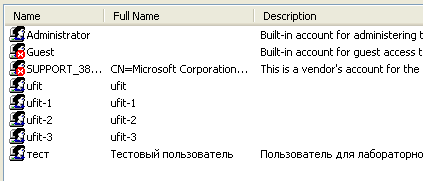 Name Full Name Description
Administrator Built-in account for administering t
Guest Built-in account for guest access t
SUPPORT_38... CN=Microsoft Corporation... This is a vendor's account for the
ufit ufit
ufit-1 ufit-1
ufit-2 ufit-2
ufit-3 ufit-3
тест Тестовый пользователь Пользователь для лабораторно